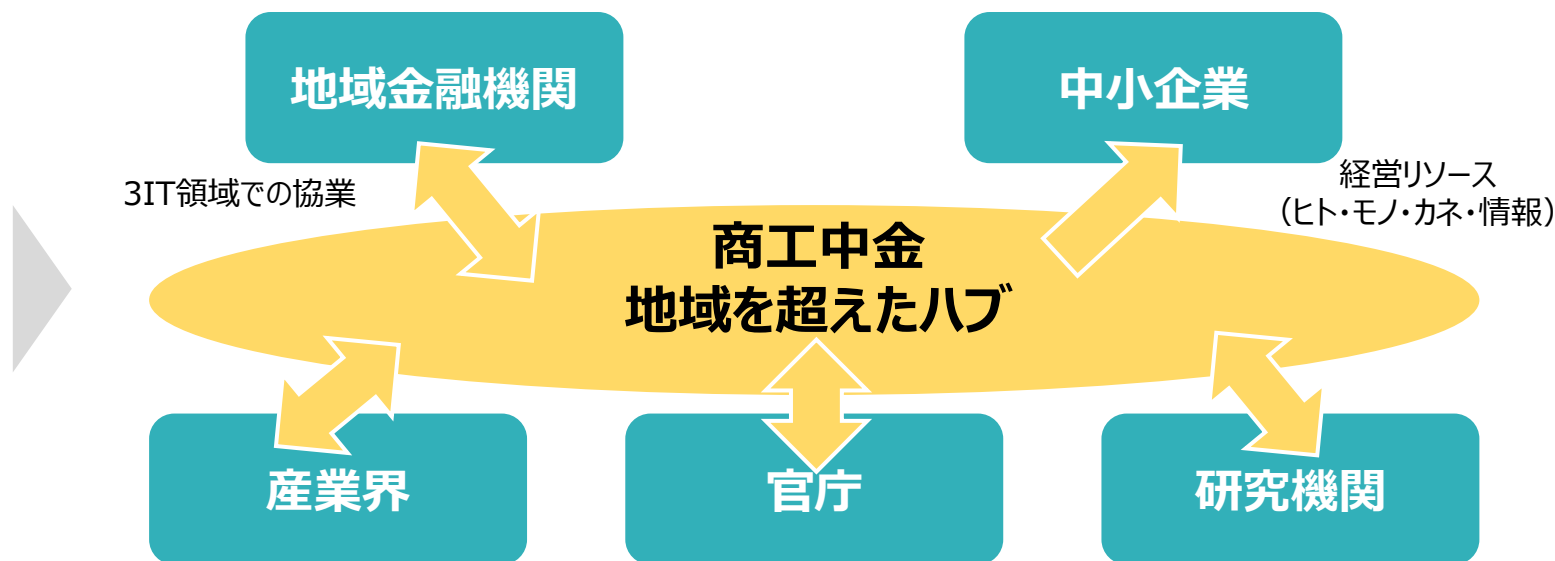 地域金融機関
中小企業
3IT領域での協業
経営リソース
（ヒト・モノ・カネ・情報）
商工中金
地域を超えたハブ
産業界
官庁
研究機関